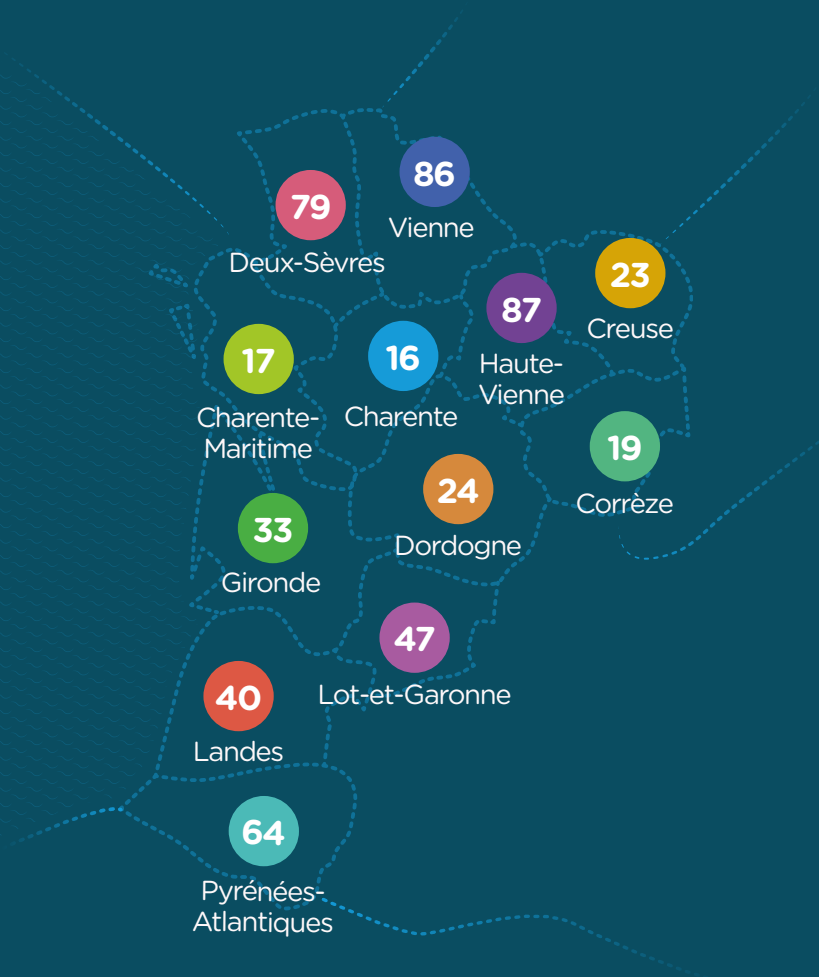 86
Vienne
79
Deux-Sèvres
23
Creuse
87
Haute-
Vienne
17
Charente-
Maritime
16
Charente
19
Corrèze
24
Dordogne
33
Gironde
47
Lot-et-Garonne
40
Landes
64
Pyrénées-
Atlantiques